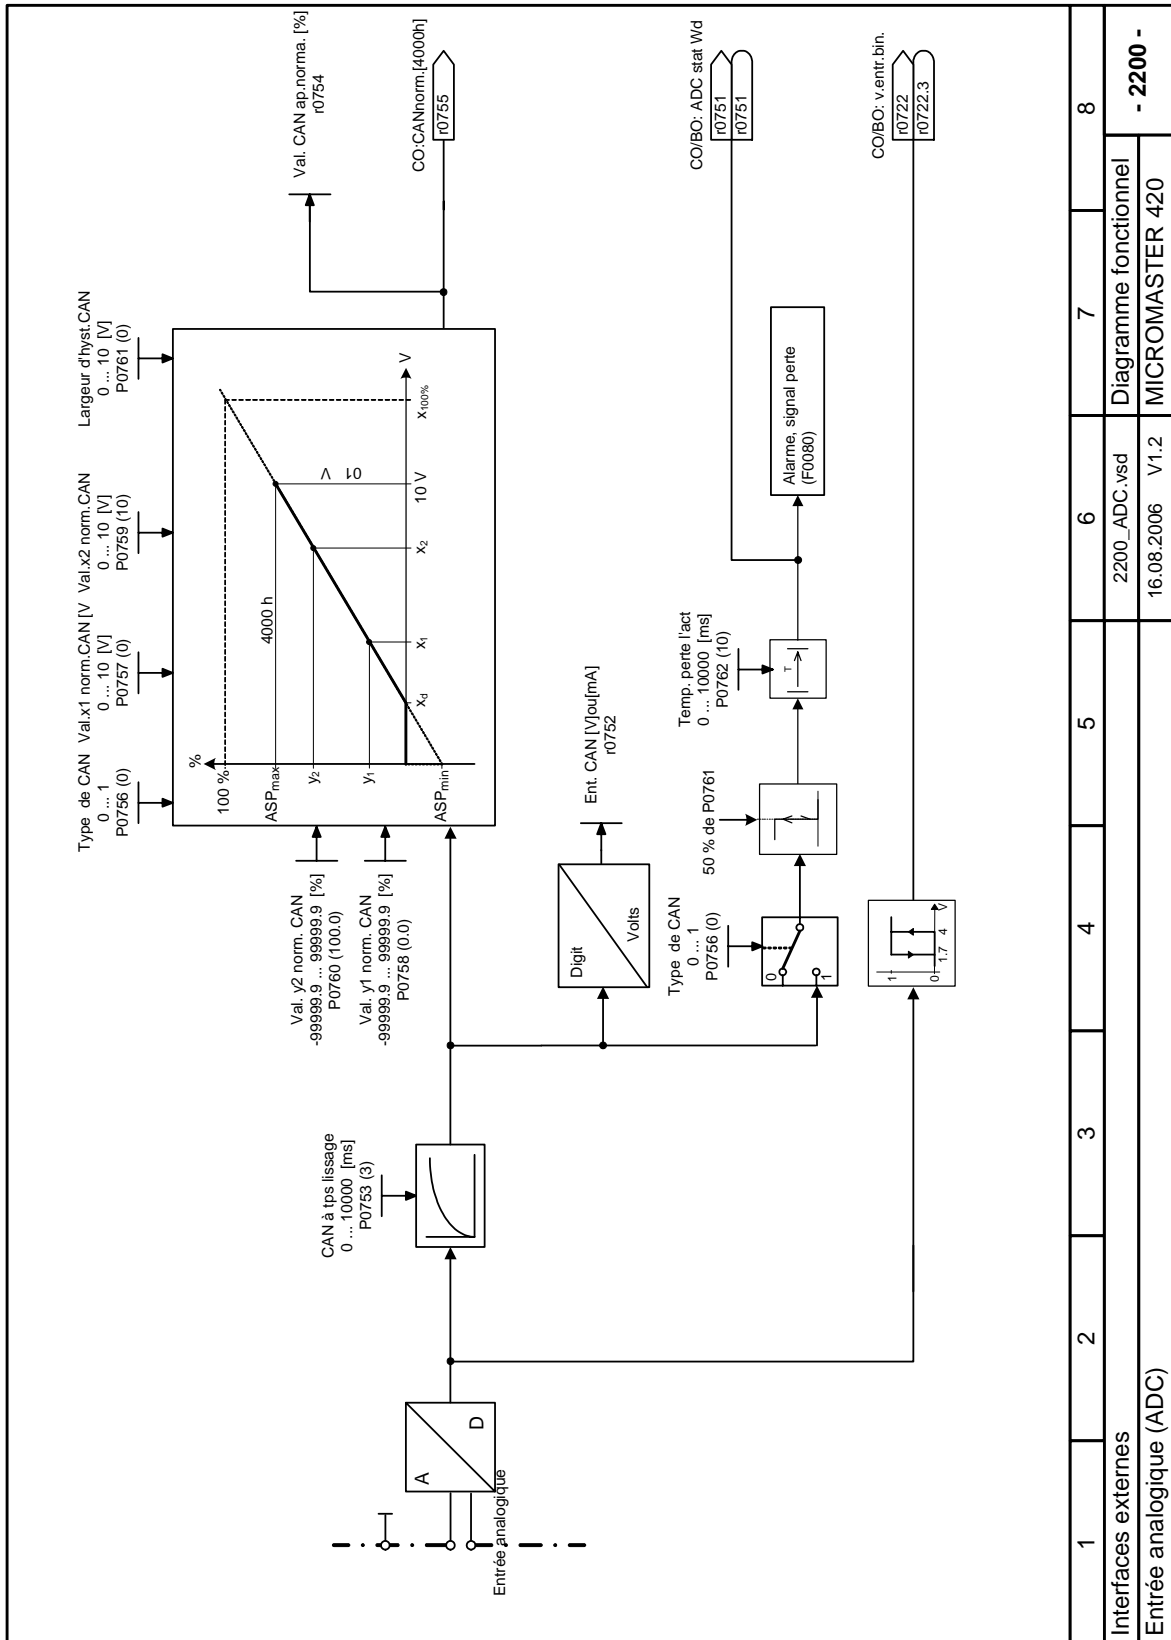 Type de CAN
0 ... 1
P0756 (0)
Val.x1 norm.CAN [V
0 ... 10 [V]
P0757 (0)
Val.x2 norm.CAN
0 ... 10 [V]
P0759 (10)
Largeur d'hyst.CAN
0 ... 10 [V]
P0761 (0)
Val. CAN ap.norma. [%]
r0754
%
100 %
ASPmax
4000 h
10 V
y2
y1
ASPmin
xd
x1
x2
10 V
x100%
V
CO:CANnorm.[4000h]
r0755
Val. y2 norm. CAN
-99999.9 ... 99999.9 [%]
P0760 (100.0)
Val. y1 norm. CAN
-99999.9 ... 99999.9 [%]
P0758 (0.0)
CAN à tps lissage
0 ... 10000 [ms]
P0753 (3)
A
D
Entrée analogique
Digit
Volts
Ent. CAN [V]ou[mA]
r0752
Type de CAN
0 ... 1
P0756 (0)
0
1
50 % de P0761
Temp. perte l'act
0 ... 10000 [ms]
P0762 (10)
T
Alarme, signal perte
(F0080)
CO/BO: ADC stat Wd
r0751
r0751
1
0
1.7
4
V
CO/BO: v.entr.bin.
r0722
r0722.3
1
2
3
4
5
6
7
8
Interfaces externes
2200_ADC.vsd
Diagramme fonctionnel
- 2200 -
Entrée analogique (ADC)
16.08.2006
V1.2
MICROMASTER 420